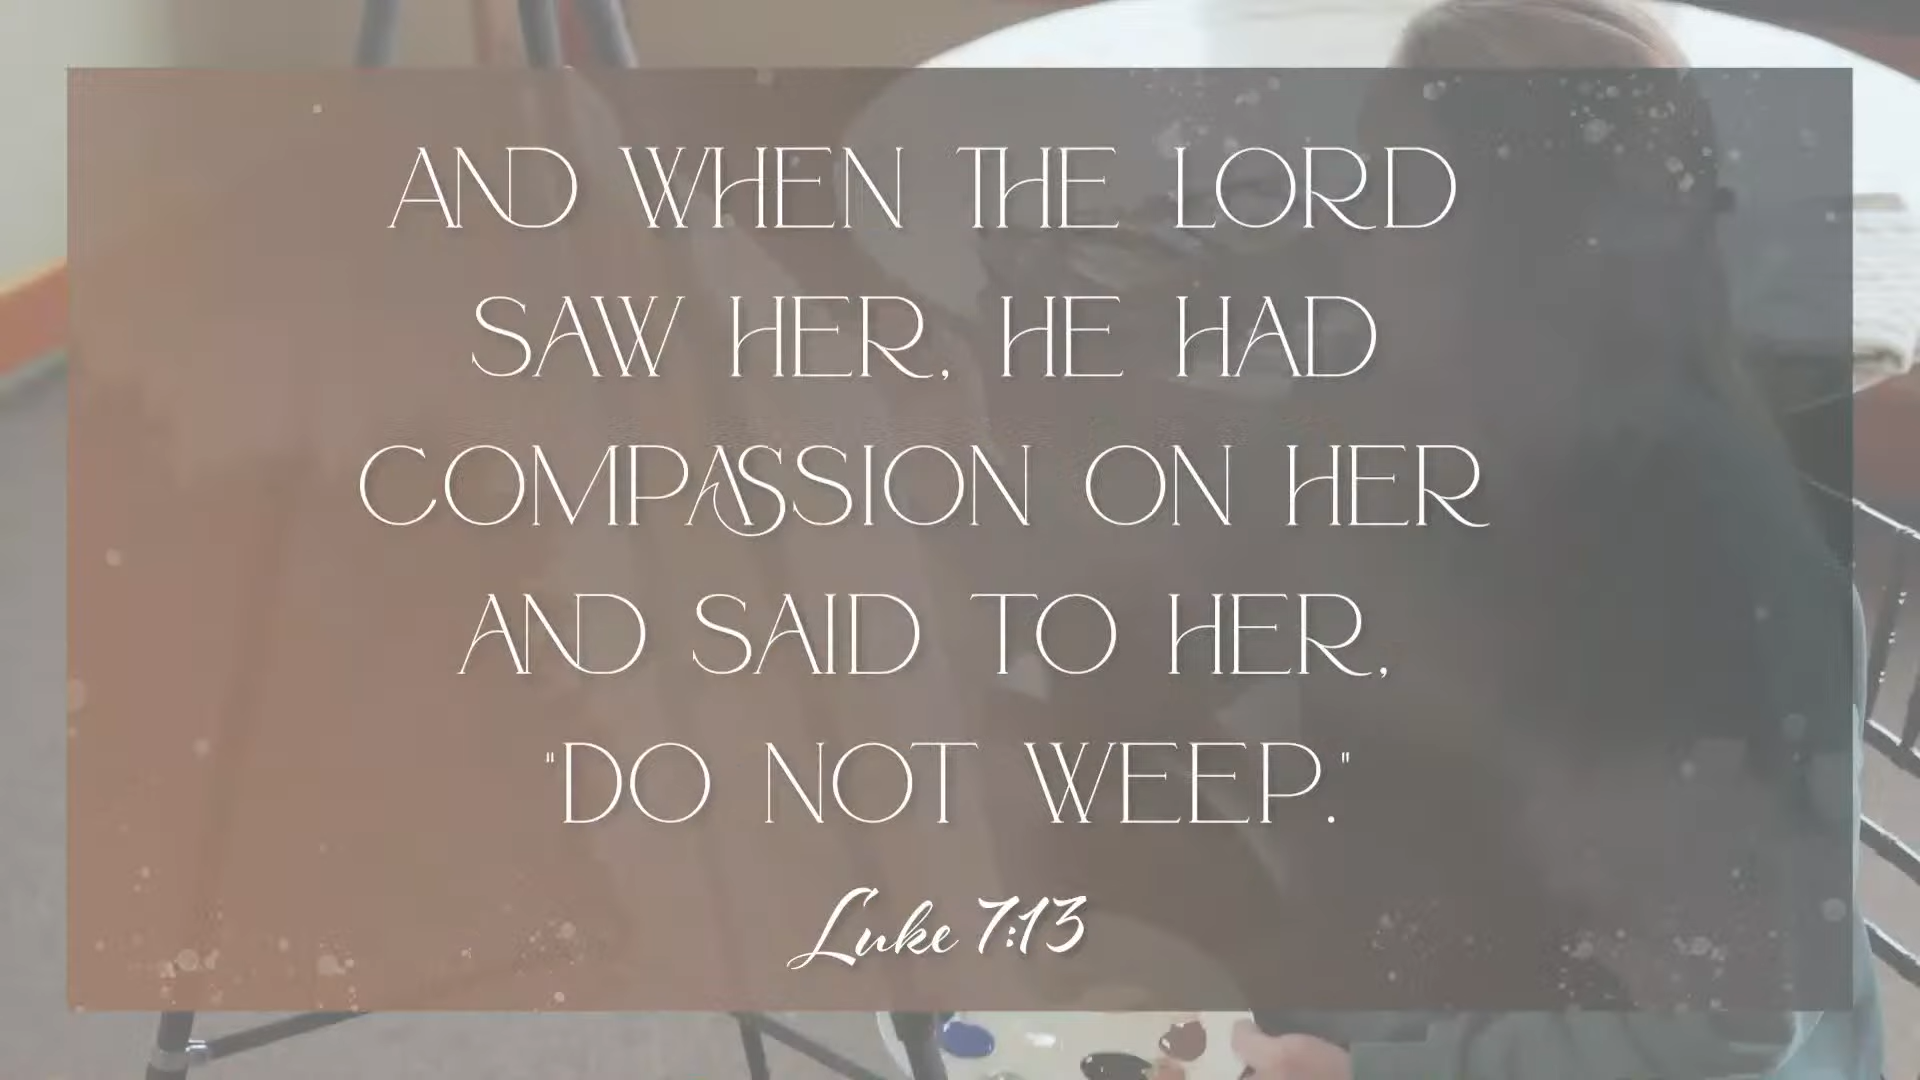 AND WHEN THE LORD
SAW HER, HE HAD
COMPASSION ON HER
AND SAID TO HER,
"DO NOT WEEP."
Luke 7:13